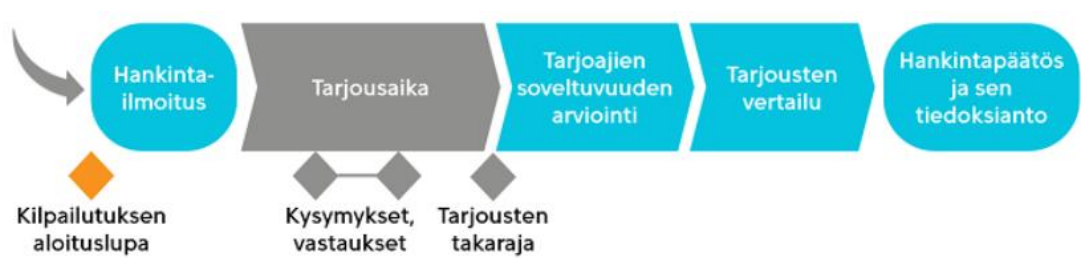 Hankinta-
ilmoitus
Tarjousaika
Tarjoajien
soveltuvuuden
arviointi
Tarjousten
vertailu
Hankintapäätös
ja sen
tiedoksianto
Kilpailutuksen
aloituslupa
Kysymykset,
vastaukset
Tarjousten
takaraja